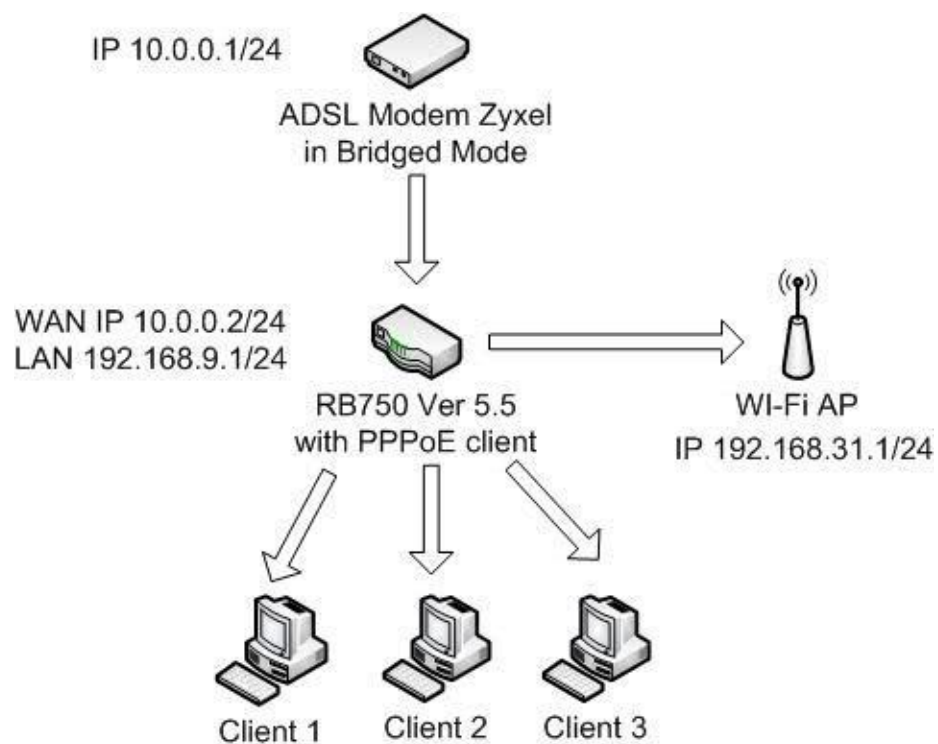 IP 10.0.0.1/24
ADSL Modem Zyxel
in Bridged Mode
WAN IP 10.0.0.2/24
LAN 192.168.9.1/24
RB750 Ver 5.5
with PPPoE client
WI-Fi AP
IP 192.168.31.1/24
Client 1
Client 2
Client 3